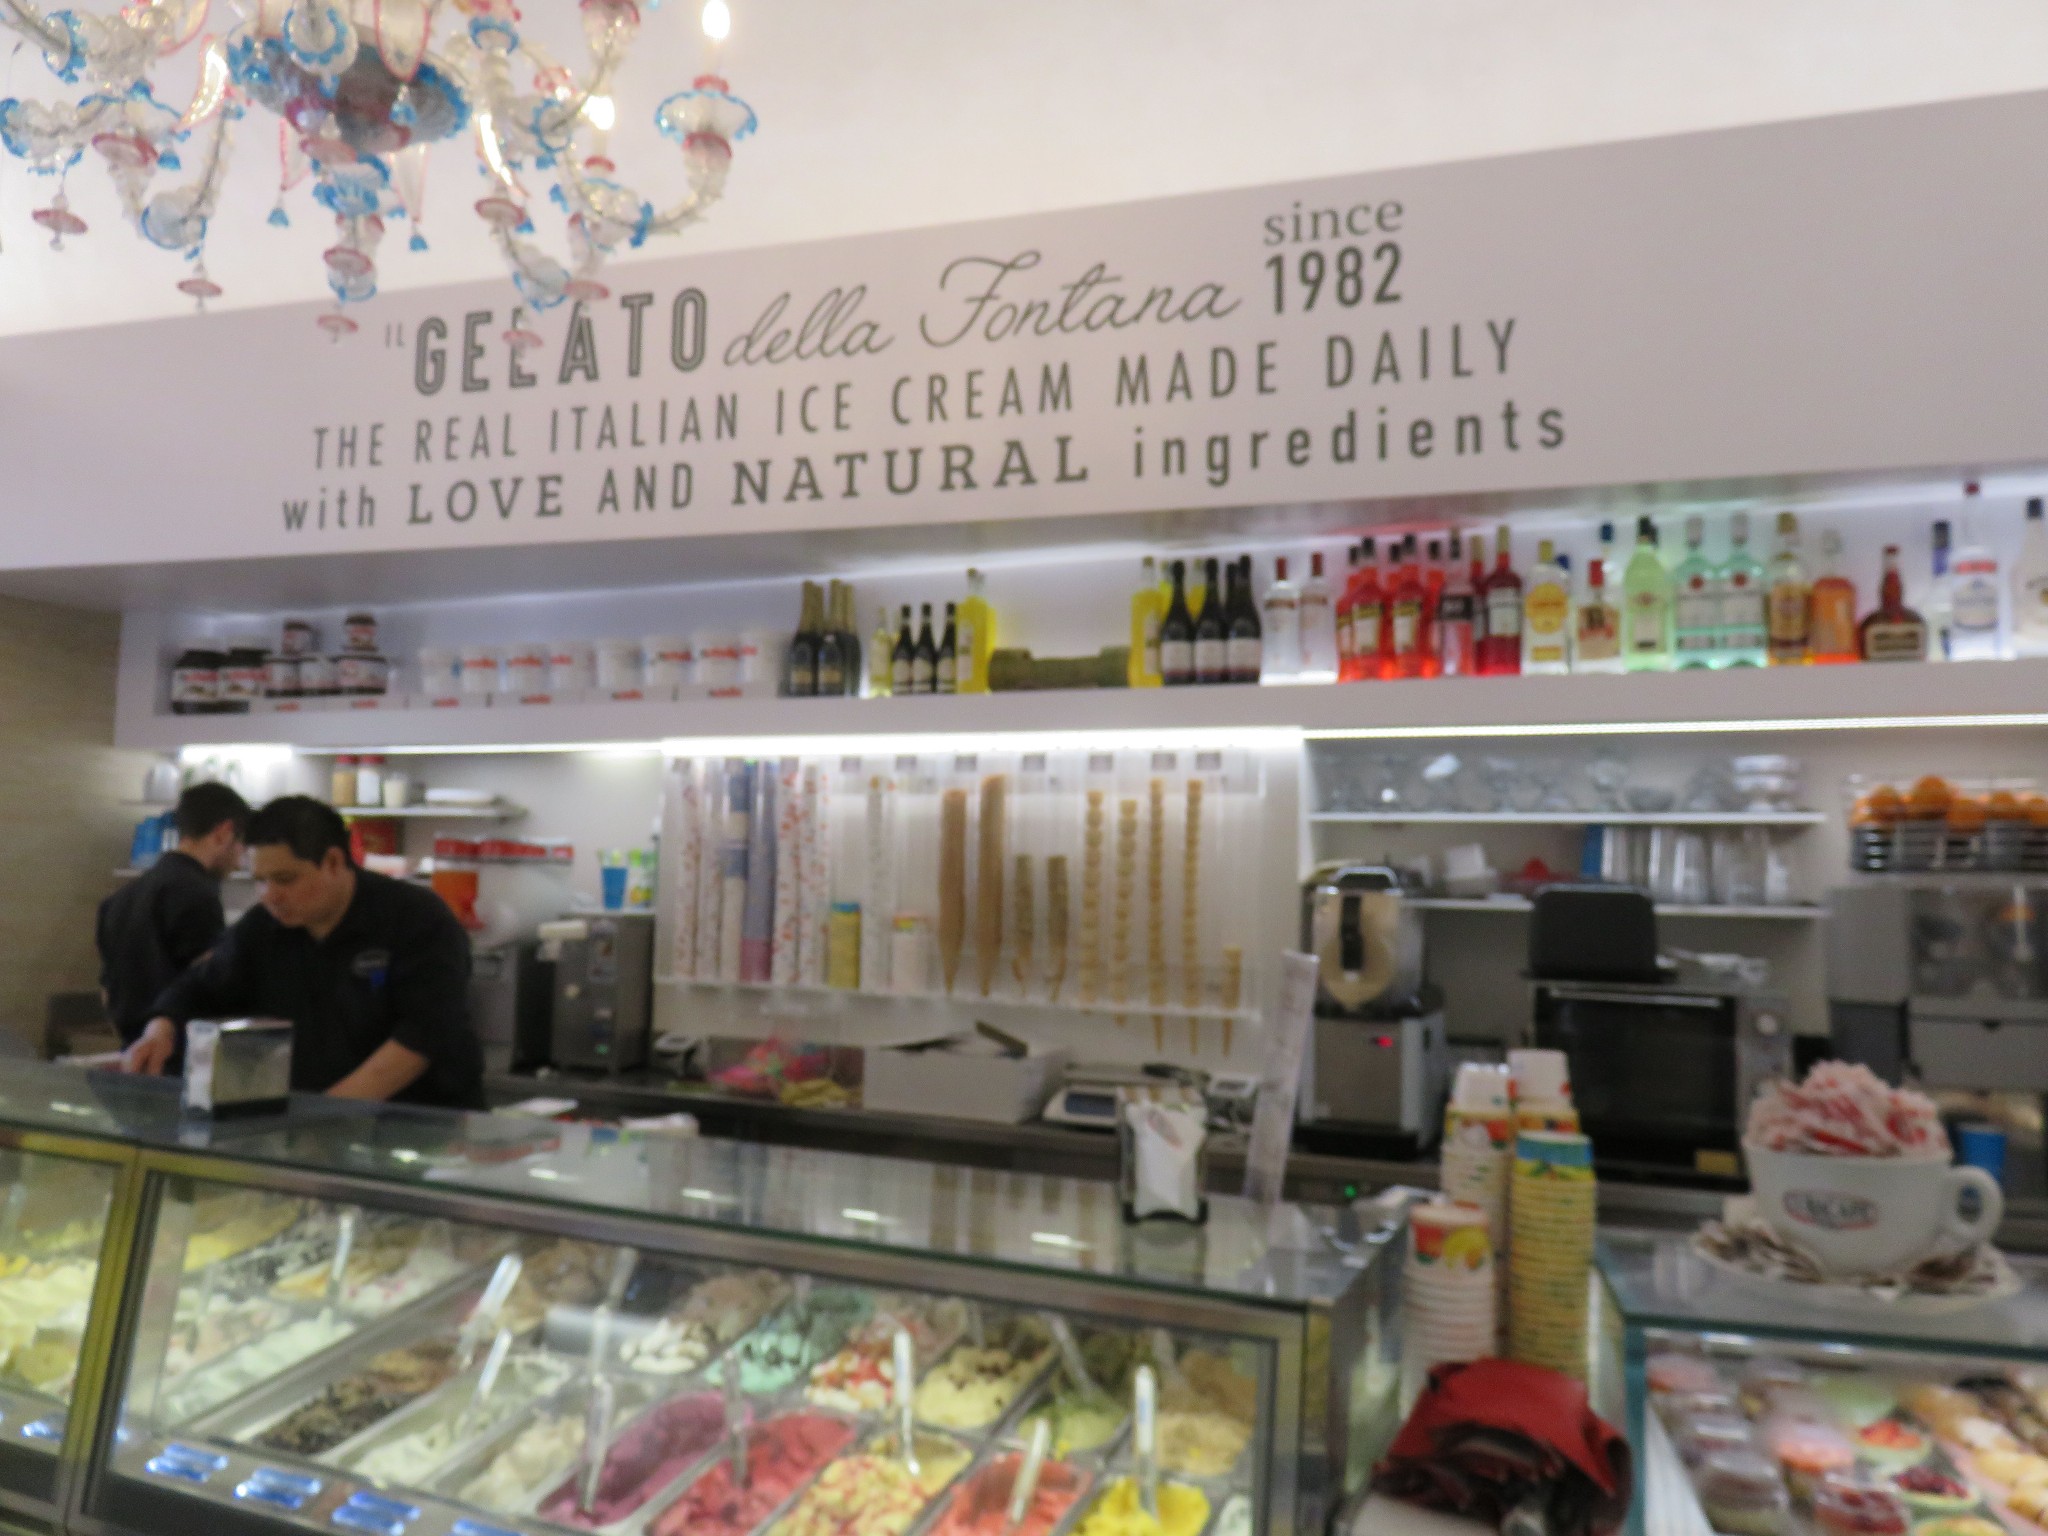 IL GELATO della Fontana since 1982
THE REAL ITALIAN ICE CREAM MADE DAILY
with LOVE AND NATURAL ingredients